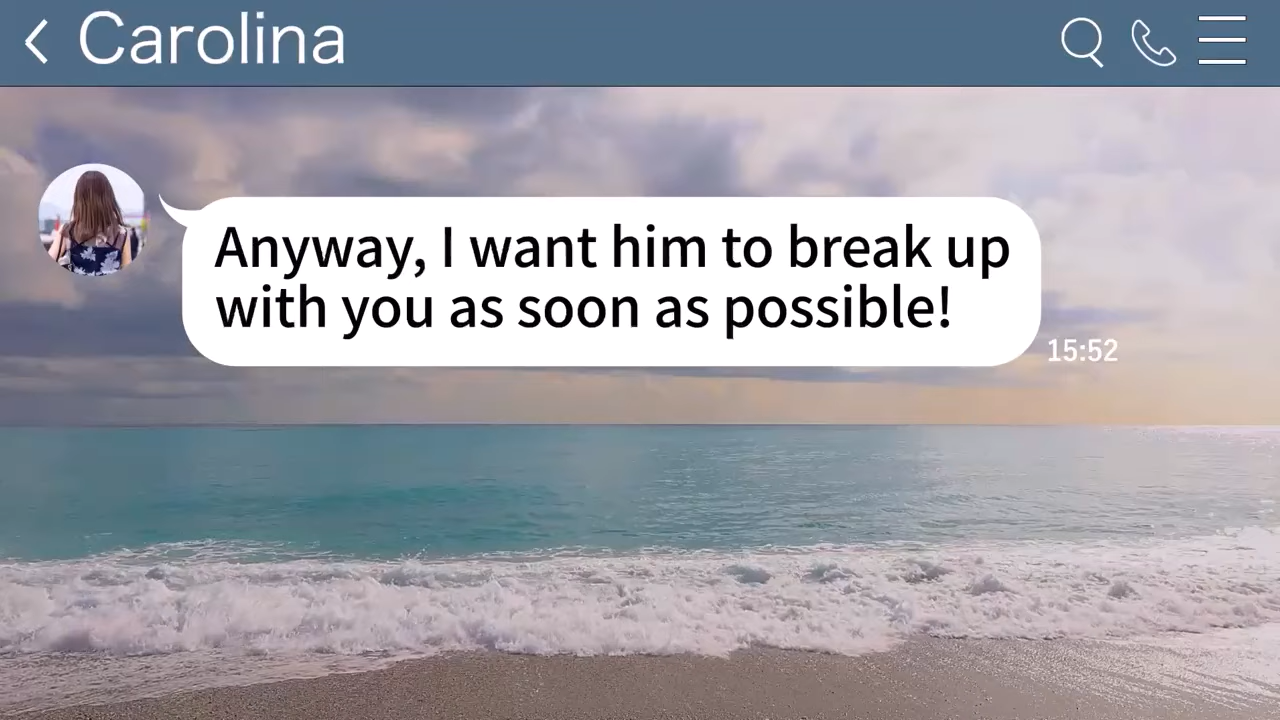 Carolina
Anyway, I want him to break up
with you as soon as possible!
15:52